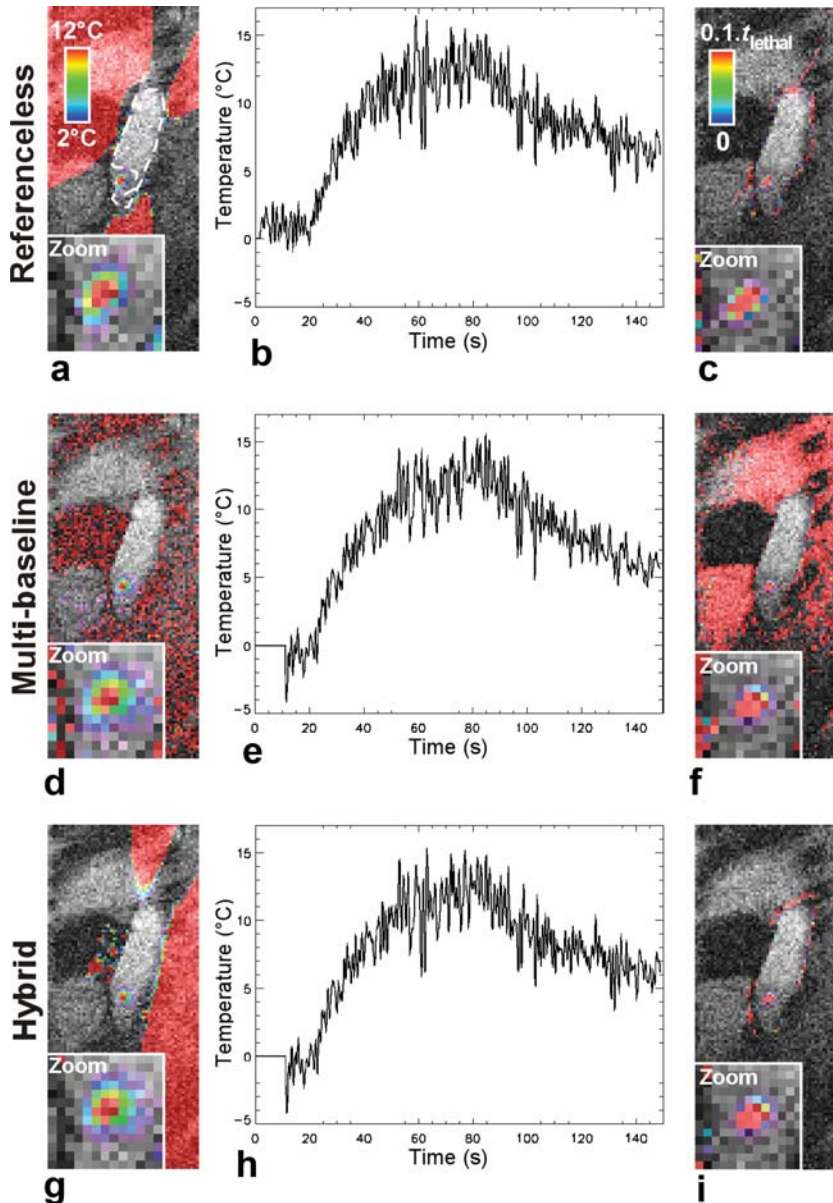 Referenceless
12°C
2°C
Zoom
a
Temperature (°C)
15
10
5
0
−5
0 20 40 60 80 100 120 140
Time (s)
b
0.1.t_lethal
0
Zoom
c
Multi-baseline
Zoom
d
Temperature (°C)
15
10
5
0
−5
0 20 40 60 80 100 120 140
Time (s)
e
Zoom
f
Hybrid
Zoom
g
Temperature (°C)
15
10
5
0
−5
0 20 40 60 80 100 120 140
Time (s)
h
Zoom
i